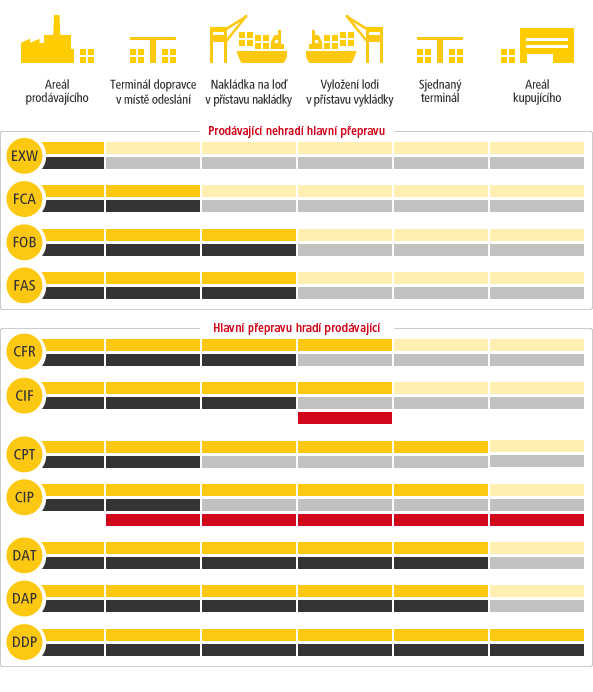 Areál
prodávajícího
Terminál dopravce
v místě odeslání
Nakládka na loď
v přístavu nakládky
Vyložení lodi
v přístavu vykládky
Sjednaný
terminál
Areál
kupujícího
Prodávající nehradí hlavní přepravu
EXW
FCA
FOB
FAS
Hlavní přepravu hradí prodávající
CFR
CIF
CPT
CIP
DAT
DAP
DDP